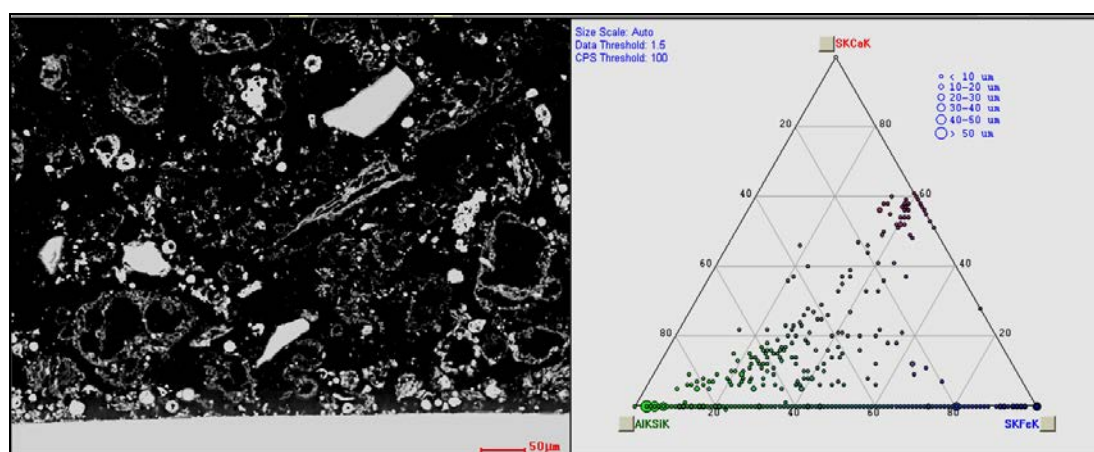 50µm
Size Scale: Auto
Data Threshold: 1.5
CPS Threshold: 100
SKCaK
< 10 um
10-20 um
20-30 um
30-40 um
40-50 um
> 50 um
20 80
40 60
60 40
80 20
20 40 60 80
AlKSiK
SKFeK